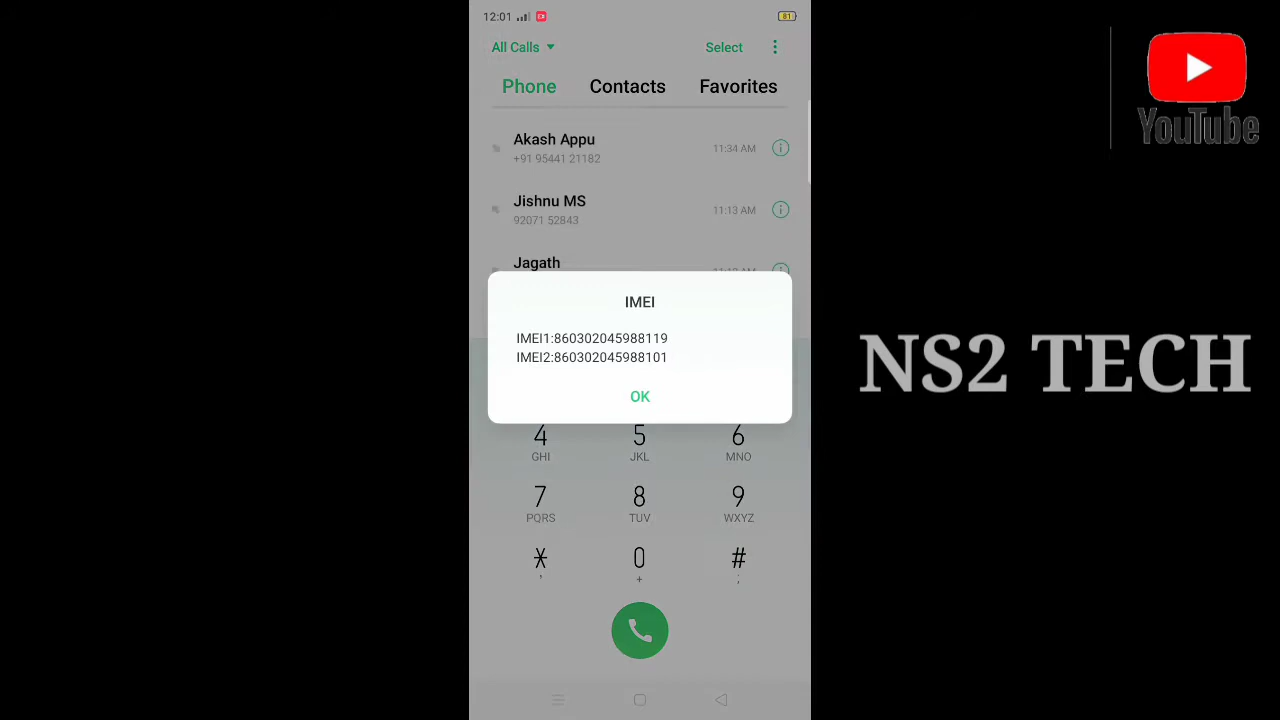 12:01
81
All Calls
Select
Phone
Contacts
Favorites
Akash Appu
+91 95441 21182
11:34 AM
Jishnu MS
92071 52843
11:13 AM
Jagath
IMEI
IMEI1:860302045988119
IMEI2:860302045988101
OK
4
5
6
GHI
JKL
MNO
7
8
9
PQRS
TUV
WXYZ
*
0
#
,
+
;
YouTube
NS2 TECH